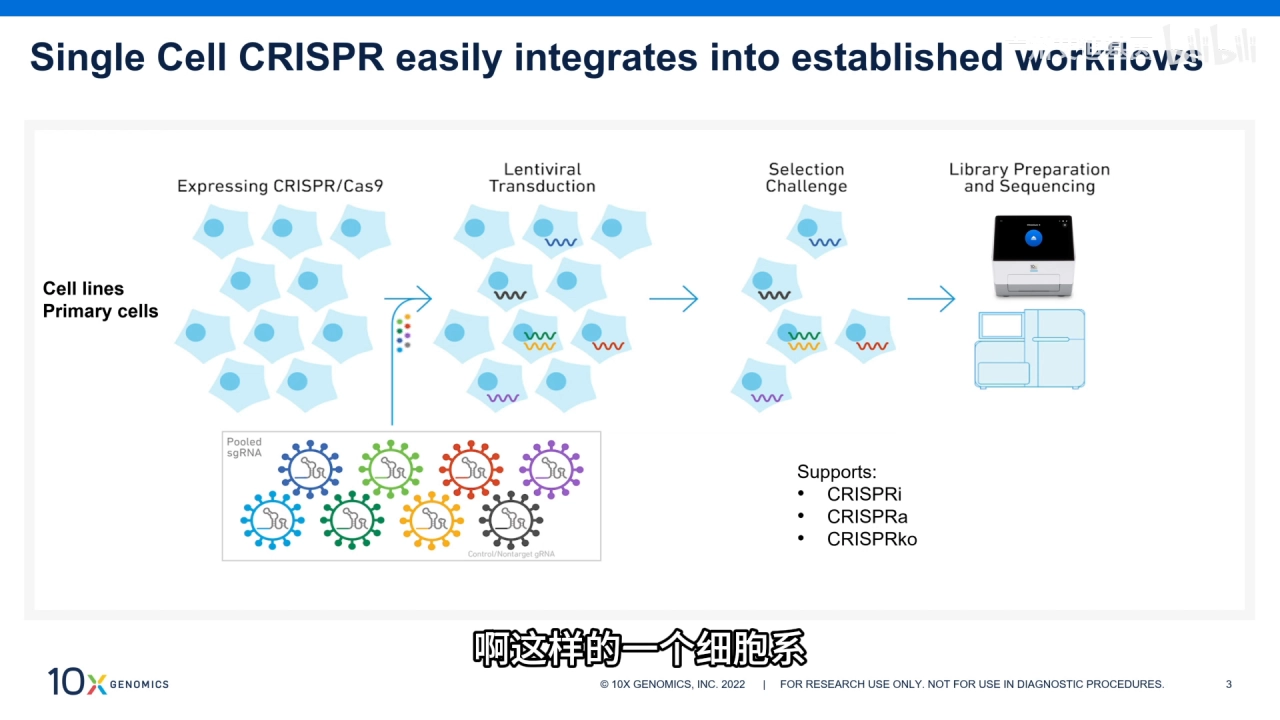 Single Cell CRISPR easily integrates into established workflows
bilibili
Expressing CRISPR/Cas9
Lentiviral
Transduction
Selection
Challenge
Library Preparation
and Sequencing
Cell lines
Primary cells
Pooled
sgRNA
Control/Nontarget gRNA
Supports:
• CRISPRi
• CRISPRa
• CRISPRko
啊这样的一个细胞系
10x GENOMICS
© 10X GENOMICS, INC. 2022 | FOR RESEARCH USE ONLY. NOT FOR USE IN DIAGNOSTIC PROCEDURES.
3